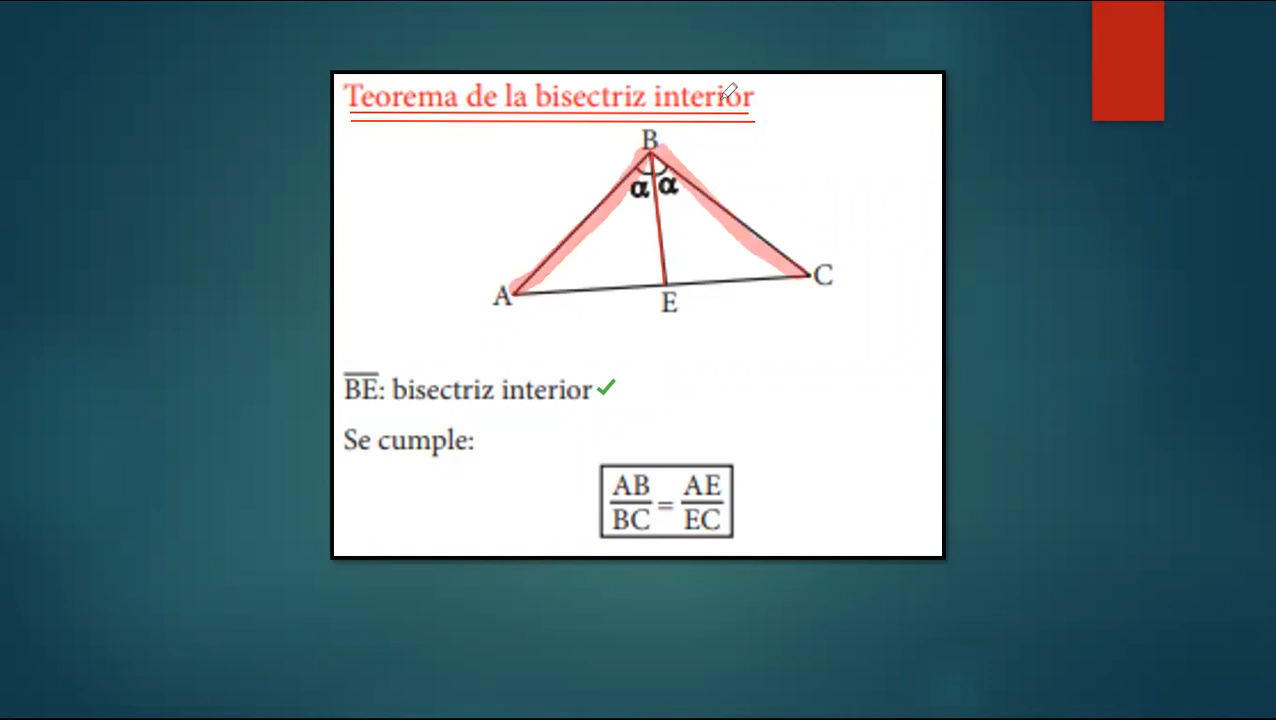 Teorema de la bisectriz interior
B
α α
A
E
C
BE: bisectriz interior
Se cumple:
AB/BC = AE/EC